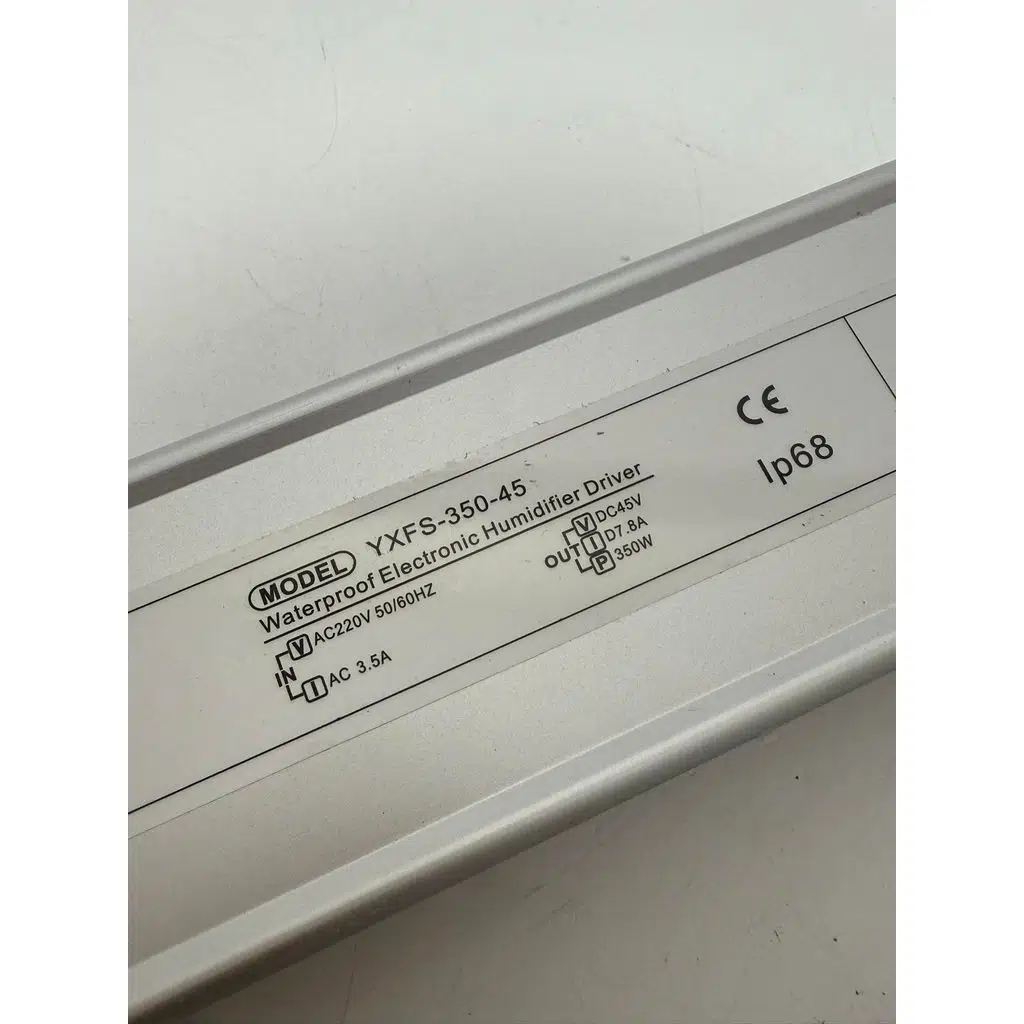 MODEL YXFS-350-45
Waterproof Electronic Humidifier Driver
IN V AC220V 50/60HZ
I AC 3.5A
OUT V DC45V
I D7.8A
P 350W
CE
Ip68